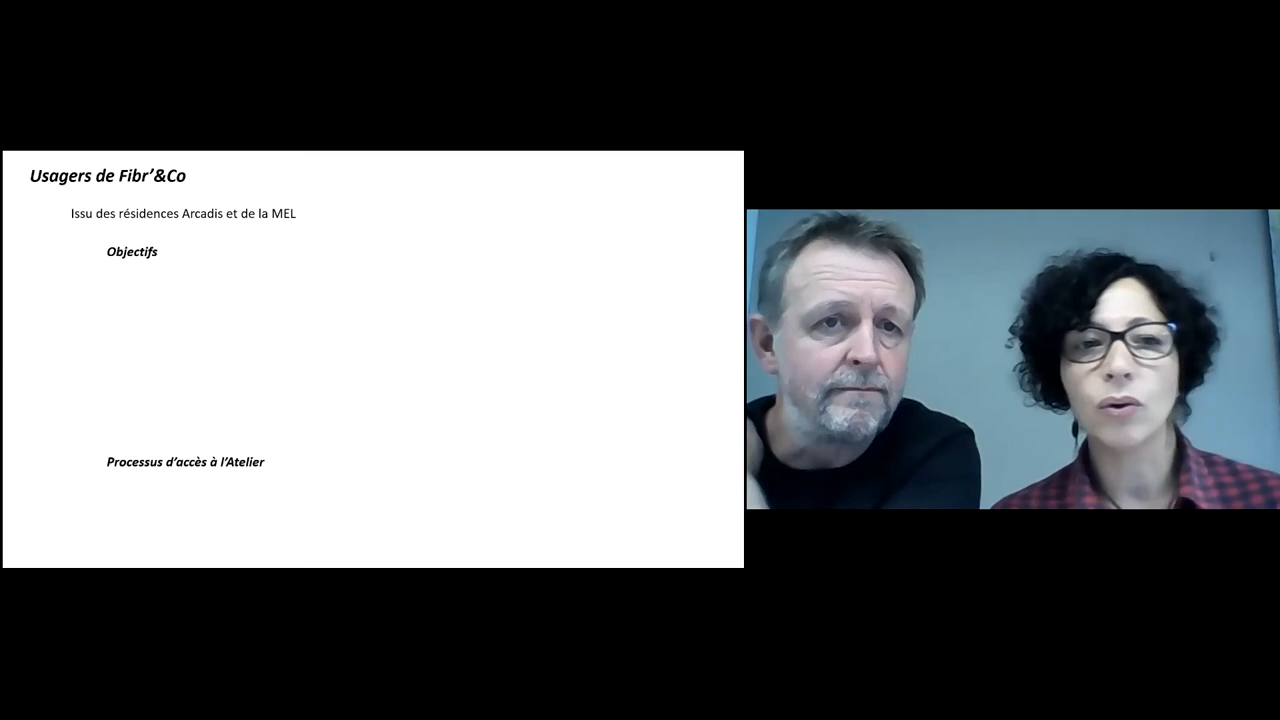 Usagers de Fibr’&Co
Issu des résidences Arcadis et de la MEL
Objectifs
Processus d’accès à l’Atelier